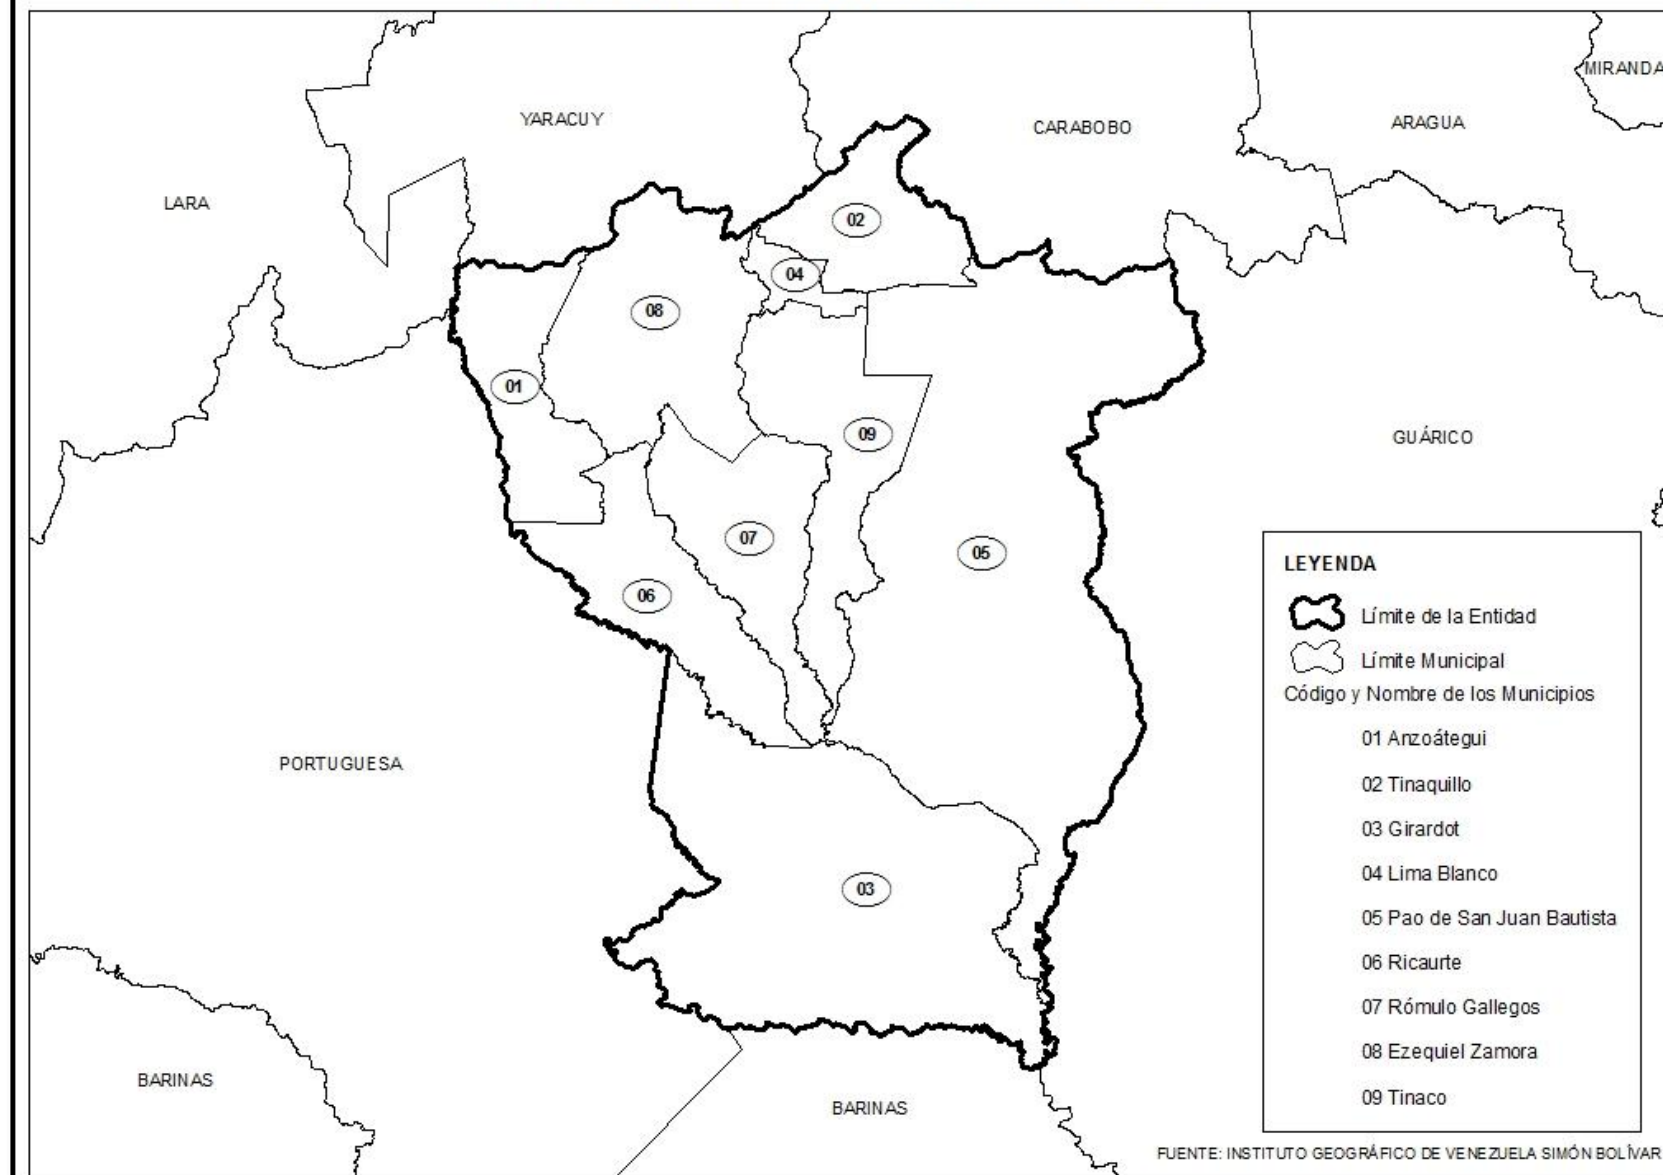 MIRANDA
YARACUY
CARABOBO
ARAGUA
LARA
02
04
08
01
09
GUÁRICO
07
05
06
PORTUGUESA
03
BARINAS
BARINAS
LEYENDA
Límite de la Entidad
Límite Municipal
Código y Nombre de los Municipios
01 Anzoátegui
02 Tinaquillo
03 Girardot
04 Lima Blanco
05 Pao de San Juan Bautista
06 Ricaurte
07 Rómulo Gallegos
08 Ezequiel Zamora
09 Tinaco
FUENTE: INSTITUTO GEOGRÁFICO DE VENEZUELA SIMÓN BOLÍVAR